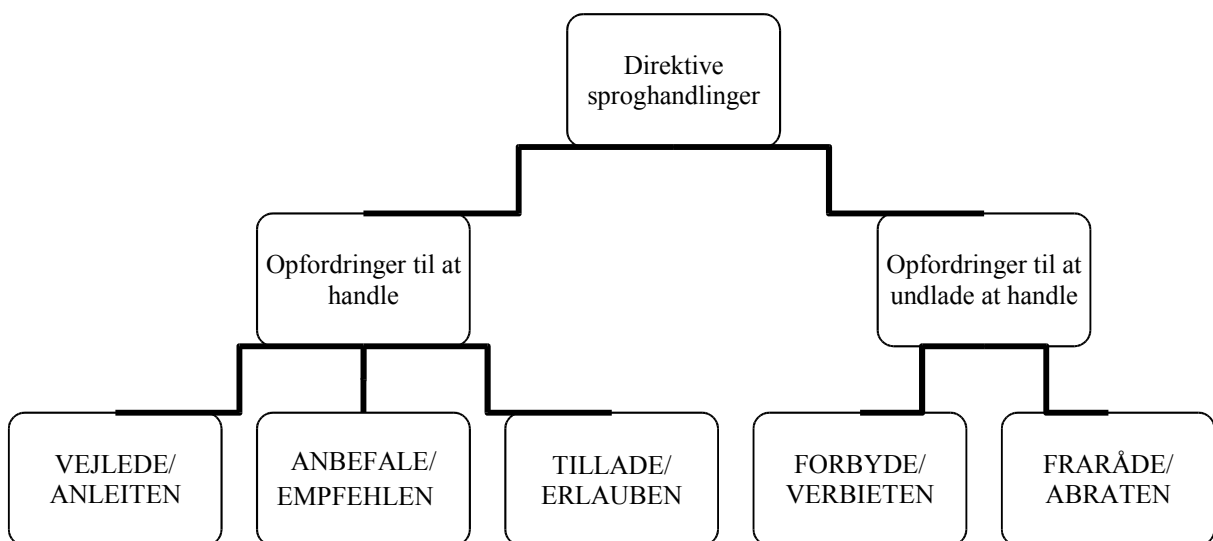 Direktive
sproghandlinger
Opfordringer til at
handle
Opfordringer til at
undlade at handle
VEJLEDE/
ANLEITEN
ANBEFALE/
EMPFEHLEN
TILLADE/
ERLAUBEN
FORBYDE/
VERBIETEN
FRARÅDE/
ABRATEN